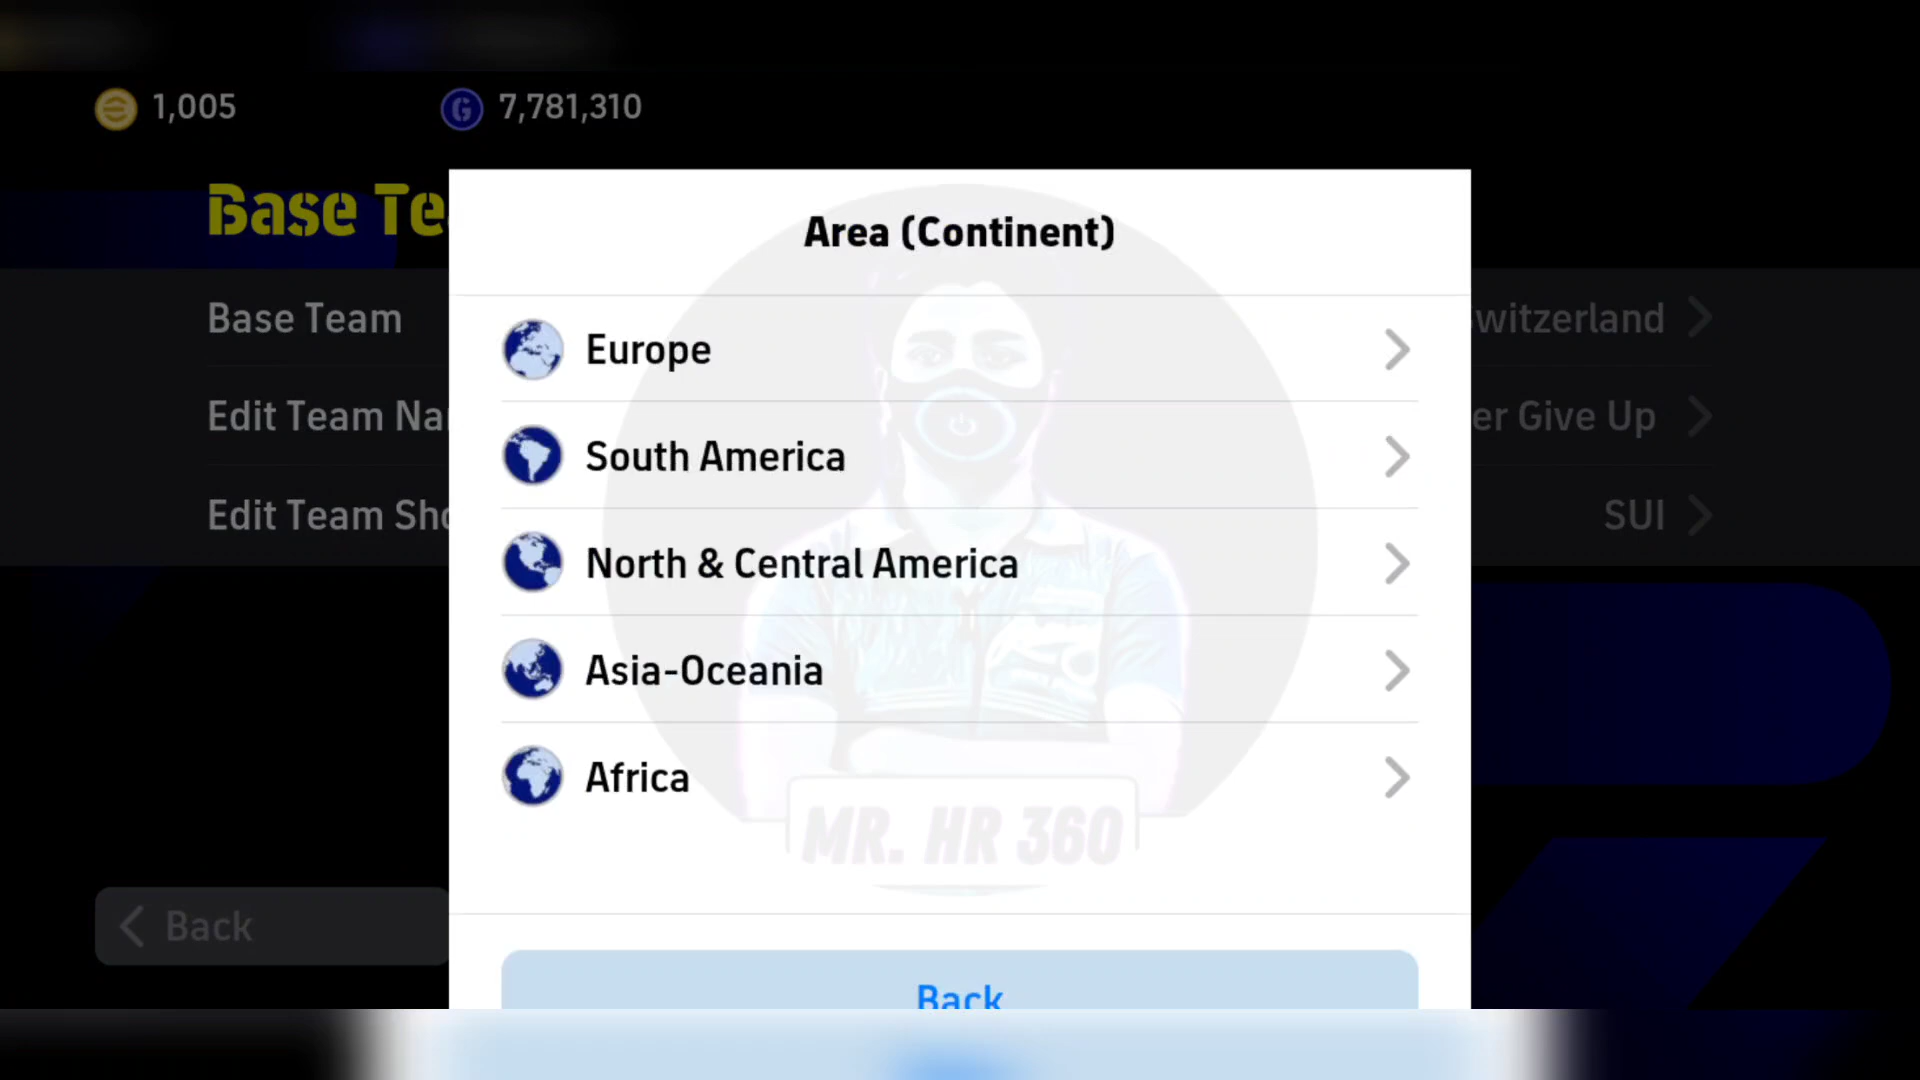 1,005 7,781,310
Base Te
Area (Continent)
Base Team
witzerland
Edit Team Na
er Give Up
Edit Team Sho
SUI
Europe
South America
North & Central America
Asia-Oceania
Africa
MR. HR 360
Back
Back